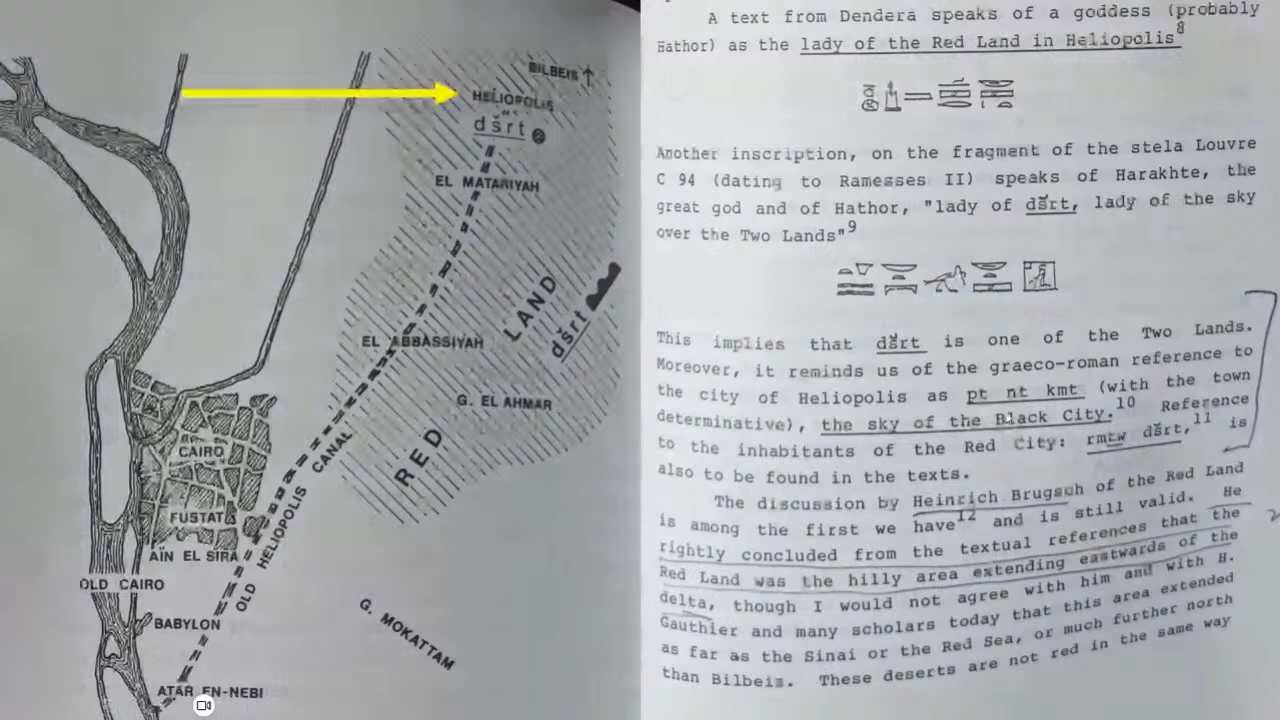 BILBEIS ↑
HELIOPOLIS
dšrt
EL MATARIYAH
LAND
dšrt
EL ABBASSIYAH
G. EL AHMAR
RED
CAIRO
OLD HELIOPOLIS CANAL
FUSTAT
AÏN EL SIRA
OLD CAIRO
BABYLON
G. MOKATTAM
ATAR EN-NEBI
A text from Dendera speaks of a goddess (probably
Hathor) as the lady of the Red Land in Heliopolis8
Another inscription, on the fragment of the stela Louvre
C 94 (dating to Ramesses II) speaks of Harakhte, the
great god and of Hathor, "lady of dšrt, lady of the sky
over the Two Lands"9
This implies that dšrt is one of the Two Lands.
Moreover, it reminds us of the graeco-roman reference to
the city of Heliopolis as pt nt kmt (with the town
determinative), the sky of the Black City.10 Reference
to the inhabitants of the Red City: rmtw dšrt,11 is
also to be found in the texts.
The discussion by Heinrich Brugsch of the Red Land
is among the first we have12 and is still valid. He
rightly concluded from the textual references that the
Red Land was the hilly area extending eastwards of the
delta, though I would not agree with him and with H.
Gauthier and many scholars today that this area extended
as far as the Sinai or the Red Sea, or much further north
than Bilbeis. These deserts are not red in the same way